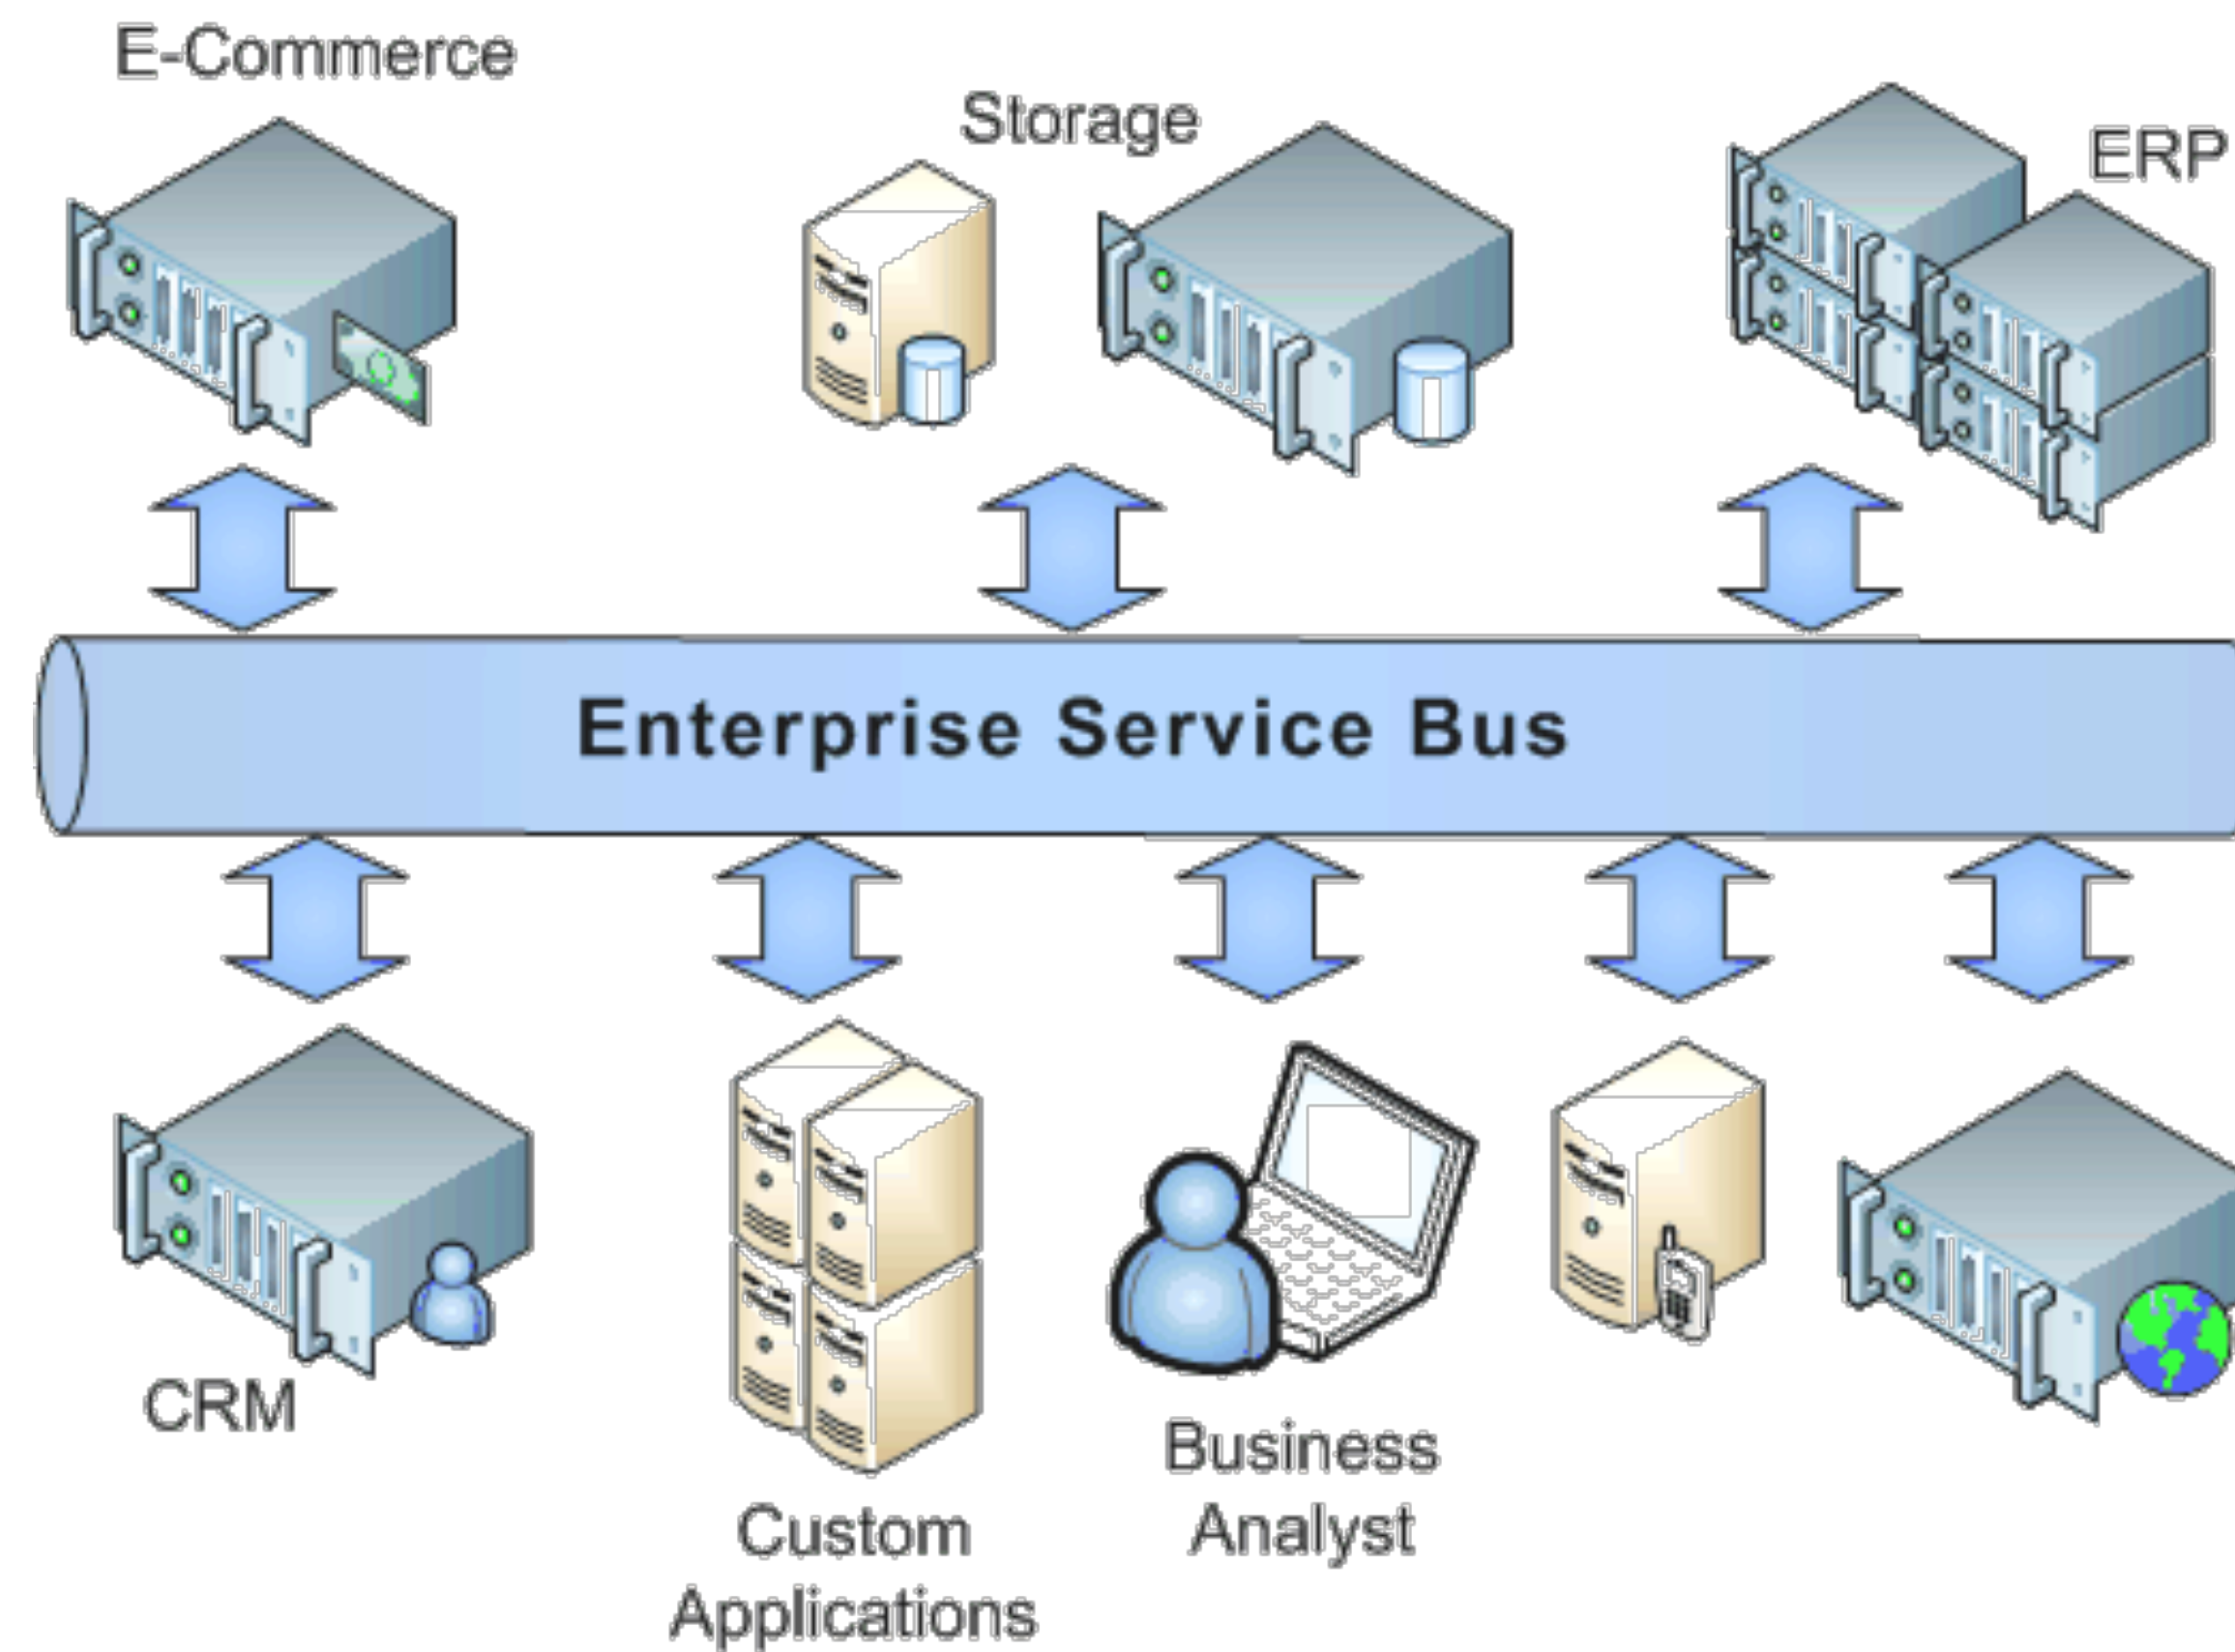 E-Commerce
Storage
ERP
Enterprise Service Bus
CRM
Custom
Applications
Business
Analyst